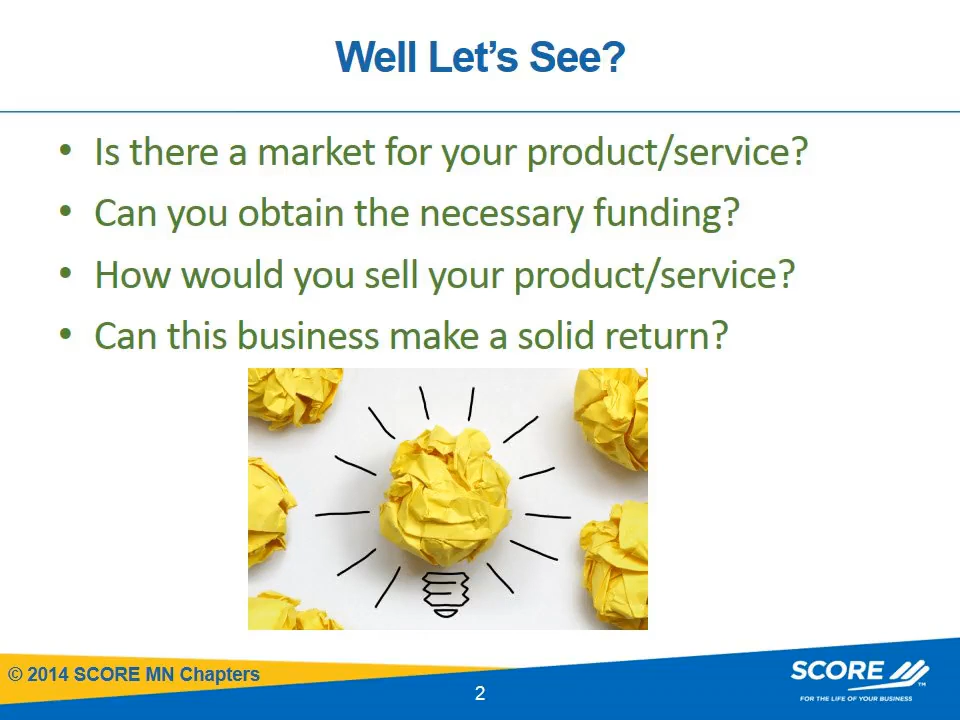 Well Let's See?
• Is there a market for your product/service?
• Can you obtain the necessary funding?
• How would you sell your product/service?
• Can this business make a solid return?
© 2014 SCORE MN Chapters
2
SCORE
TM
FOR THE LIFE OF YOUR BUSINESS